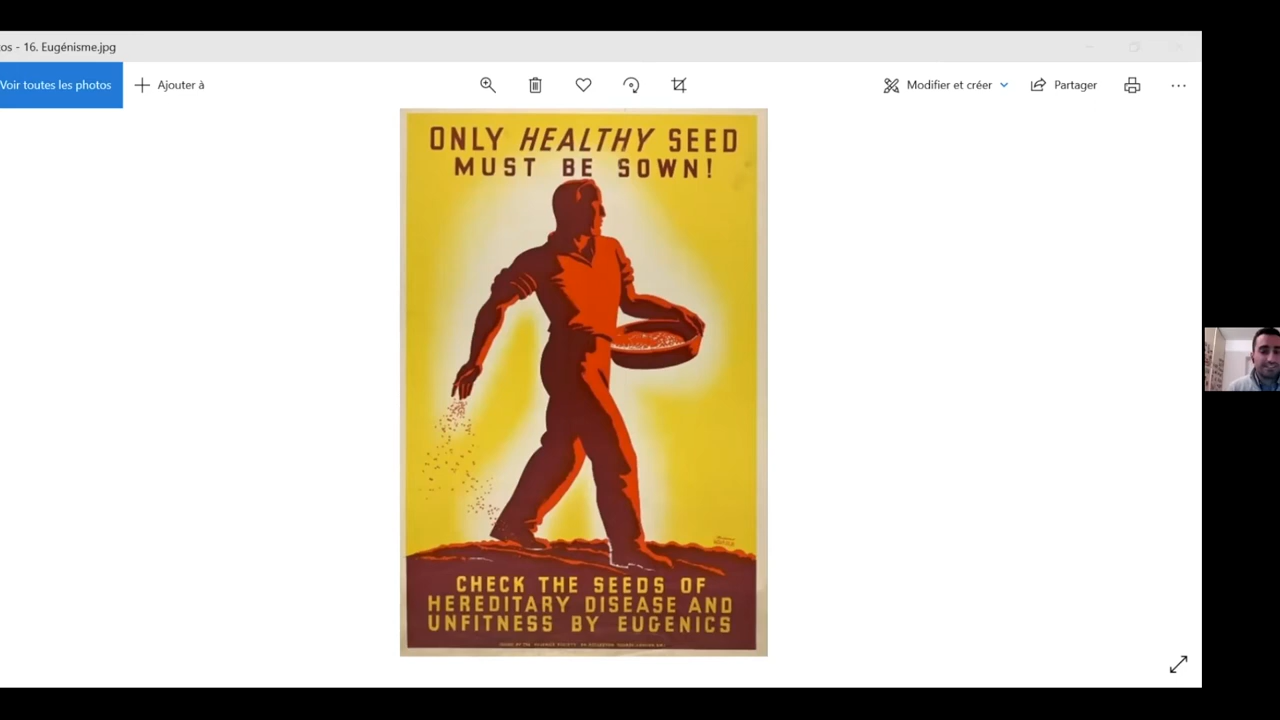 os - 16. Eugénisme.jpg
Voir toutes les photos
Ajouter à
Modifier et créer
Partager
ONLY HEALTHY SEED
MUST BE SOWN!
CHECK THE SEEDS OF
HEREDITARY DISEASE AND
UNFITNESS BY EUGENICS